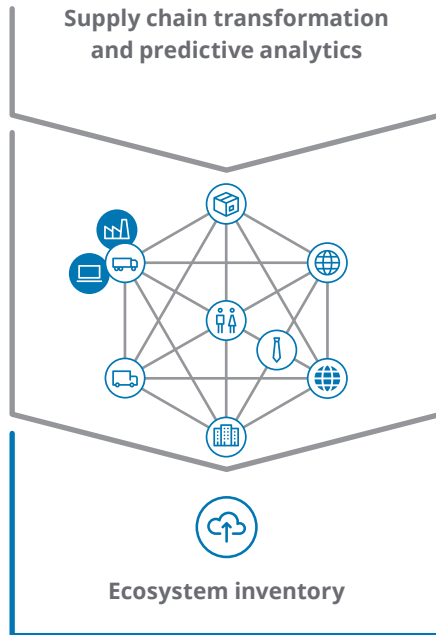 Supply chain transformation
and predictive analytics
Ecosystem inventory